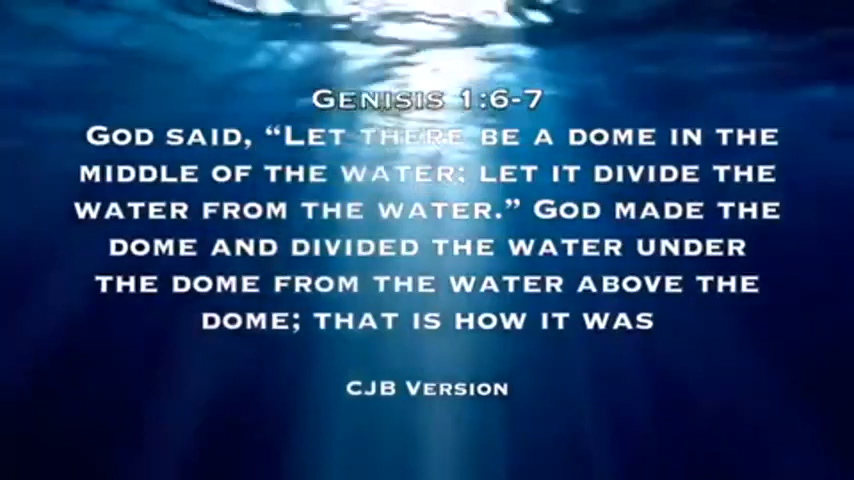 Genisis 1:6-7
God said, “Let there be a dome in the
middle of the water; let it divide the
water from the water.” God made the
dome and divided the water under
the dome from the water above the
dome; that is how it was
CJB Version